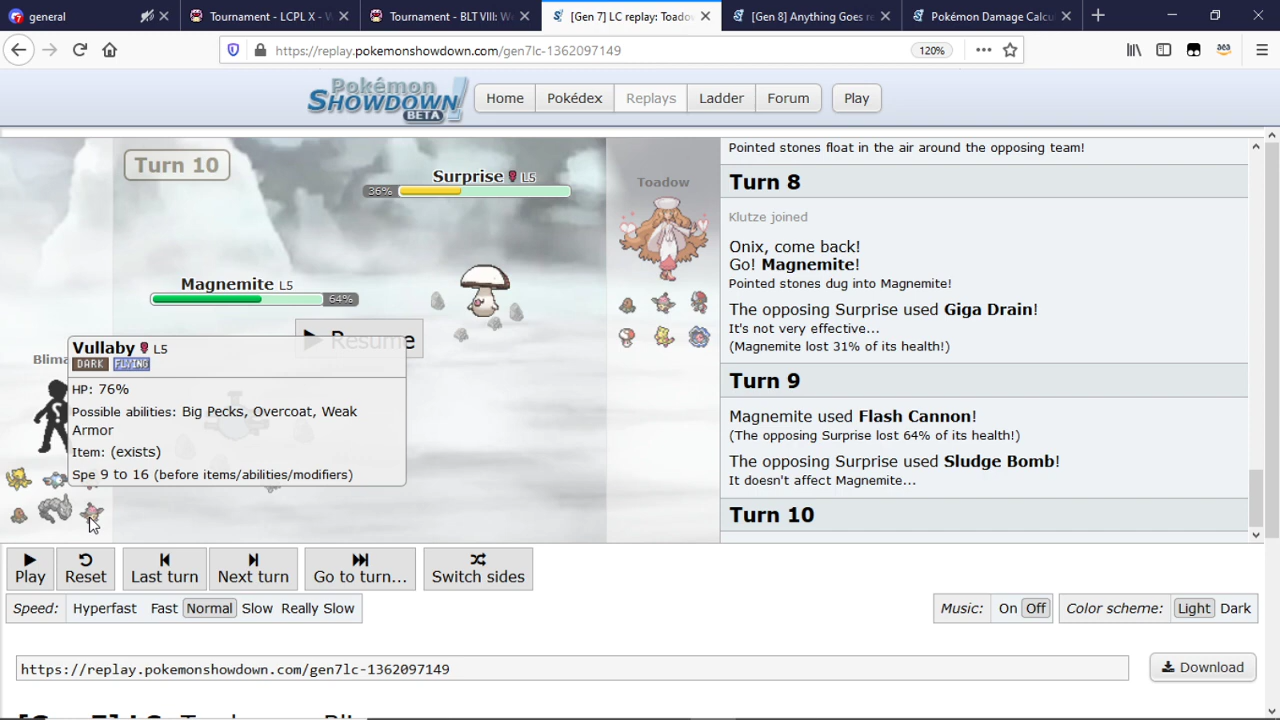 general
Tournament - LCPL X - W
Tournament - BLT VIII: We
[Gen 7] LC replay: Toadow
[Gen 8] Anything Goes re
Pokémon Damage Calcu
https://replay.pokemonshowdown.com/gen7lc-1362097149
120%
Pokémon
SHOWDOWN!
BETA
Home
Pokédex
Replays
Ladder
Forum
Play
Turn 10
Surprise L5
36%
Magnemite L5
64%
Resume
Toadow
Blima
Vullaby L5
DARK FLYING
HP: 76%
Possible abilities: Big Pecks, Overcoat, Weak
Armor
Item: (exists)
Spe 9 to 16 (before items/abilities/modifiers)
Pointed stones float in the air around the opposing team!
Turn 8
Klutze joined
Onix, come back!
Go! Magnemite!
Pointed stones dug into Magnemite!
The opposing Surprise used Giga Drain!
It's not very effective...
(Magnemite lost 31% of its health!)
Turn 9
Magnemite used Flash Cannon!
(The opposing Surprise lost 64% of its health!)
The opposing Surprise used Sludge Bomb!
It doesn't affect Magnemite...
Turn 10
Play
Reset
Last turn
Next turn
Go to turn...
Switch sides
Speed: Hyperfast Fast Normal Slow Really Slow
Music: On Off
Color scheme: Light Dark
https://replay.pokemonshowdown.com/gen7lc-1362097149
Download